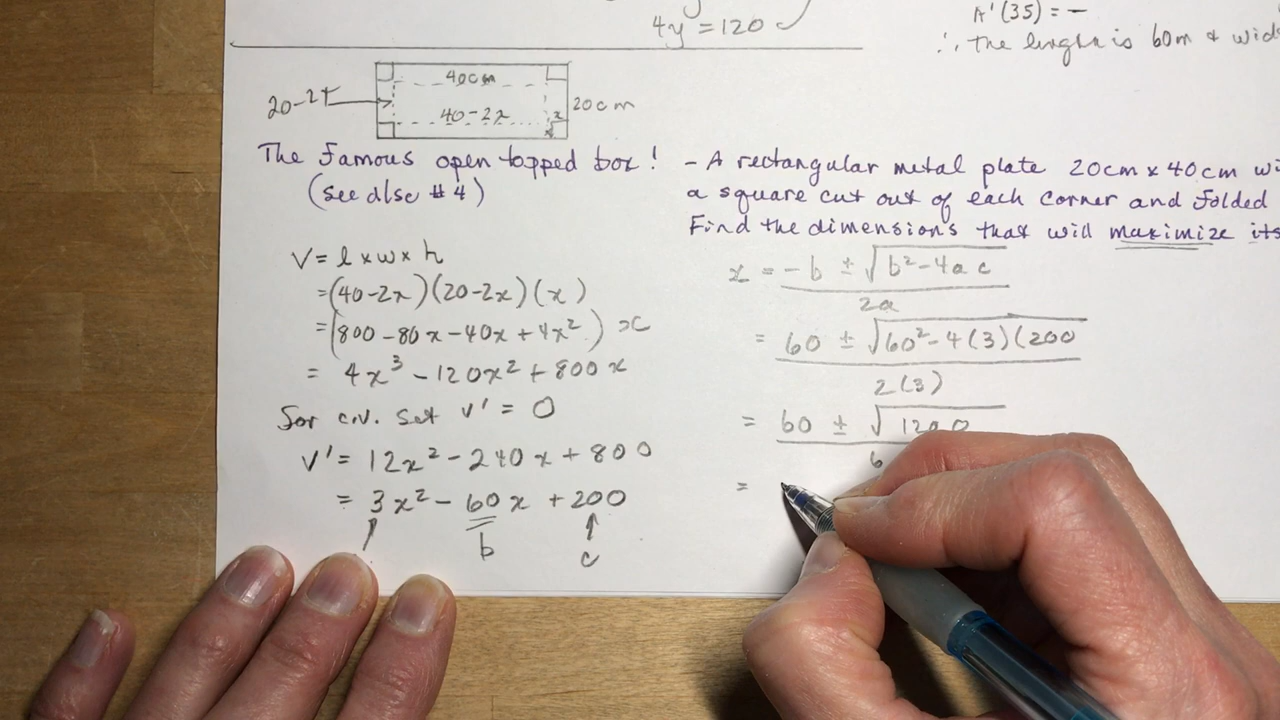 4y = 120
A'(35) = -
∴ the length is 60m &
40cm
20-2x
40-2x
x
x
20cm
The famous open topped box!
(see also #4)
- A rectangular metal plate 20cm x 40cm
a square cut out of each corner and folded
Find the dimensions that will maximize its
V = l x w x h
= (40-2x)(20-2x)(x)
= (800-80x-40x+4x²)x
= 4x³ - 120x² + 800x
for c.v. set v' = 0
v' = 12x² - 240x + 800
= 3x² - 60x + 200
b
c
x = -b ± √b²-4ac
2a
= 60 ± √60²-4(3)(200
2(3)
= 60 ± √1200
6
=